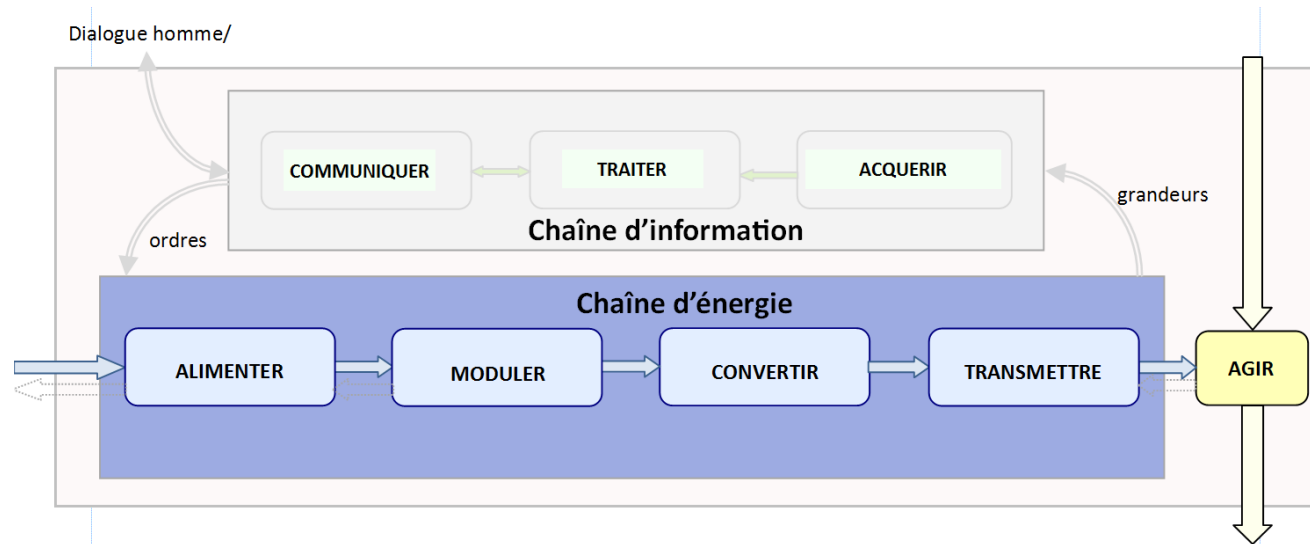 Dialogue homme/
COMMUNIQUER
TRAITER
ACQUERIR
grandeurs
Chaîne d’information
ordres
Chaîne d’énergie
ALIMENTER
MODULER
CONVERTIR
TRANSMETTRE
AGIR